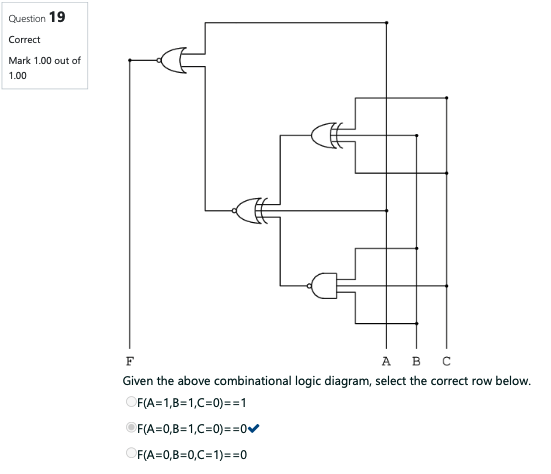 Question 19
Correct
Mark 1.00 out of
1.00
F
A B C
Given the above combinational logic diagram, select the correct row below.
F(A=1,B=1,C=0)==1
F(A=0,B=1,C=0)==0✔
F(A=0,B=0,C=1)==0